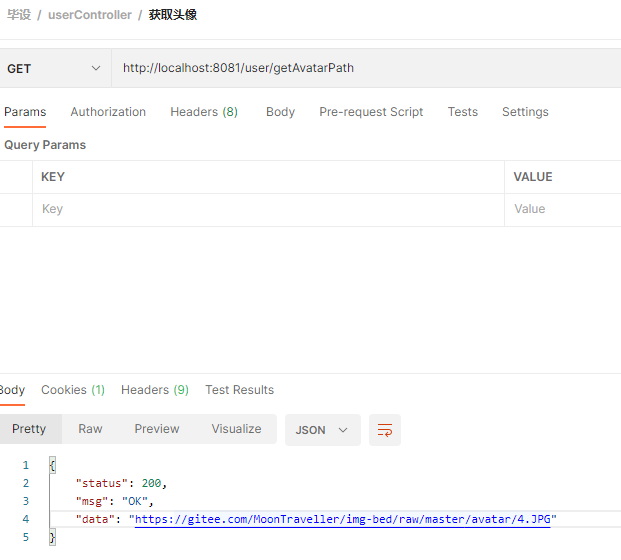 毕设 / userController / 获取头像
GET http://localhost:8081/user/getAvatarPath
Params Authorization Headers (8) Body Pre-request Script Tests Settings
Query Params
KEY VALUE
Key Value
Body Cookies (1) Headers (9) Test Results
Pretty Raw Preview Visualize JSON
1 {
2 "status": 200,
3 "msg": "OK",
4 "data": "https://gitee.com/MoonTraveller/img-bed/raw/master/avatar/4.JPG"
5 }